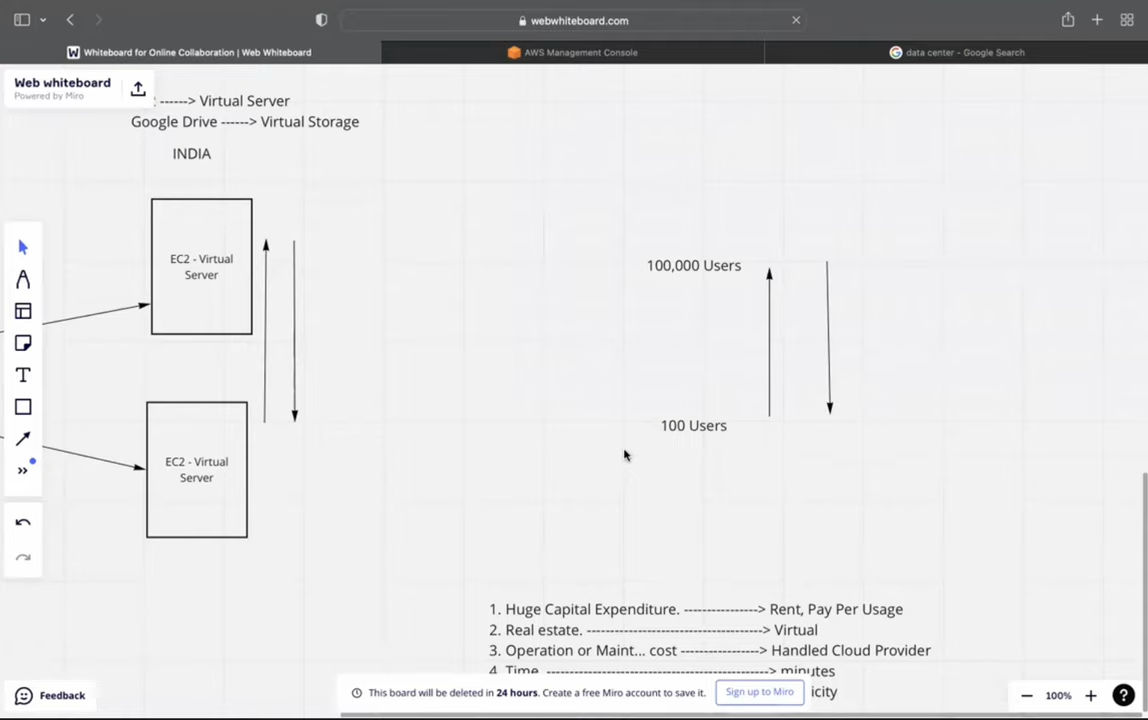 webwhiteboard.com
Whiteboard for Online Collaboration | Web Whiteboard
AWS Management Console
data center - Google Search
Web whiteboard
Powered by Miro
------> Virtual Server
Google Drive ------> Virtual Storage
INDIA
EC2 - Virtual
Server
100,000 Users
100 Users
EC2 - Virtual
Server
1. Huge Capital Expenditure. ----------------> Rent, Pay Per Usage
2. Real estate. --------------------------------------> Virtual
3. Operation or Maint... cost -----------------> Handled Cloud Provider
4. Time. ------------------------------------------------> minutes
icity
This board will be deleted in 24 hours. Create a free Miro account to save it.
Sign up to Miro
Feedback
100%